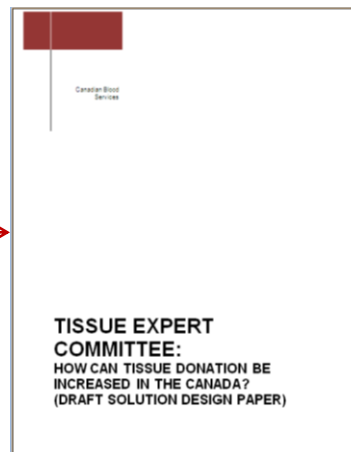 Canadian Blood
Services
TISSUE EXPERT
COMMITTEE:
HOW CAN TISSUE DONATION BE
INCREASED IN THE CANADA?
(DRAFT SOLUTION DESIGN PAPER)